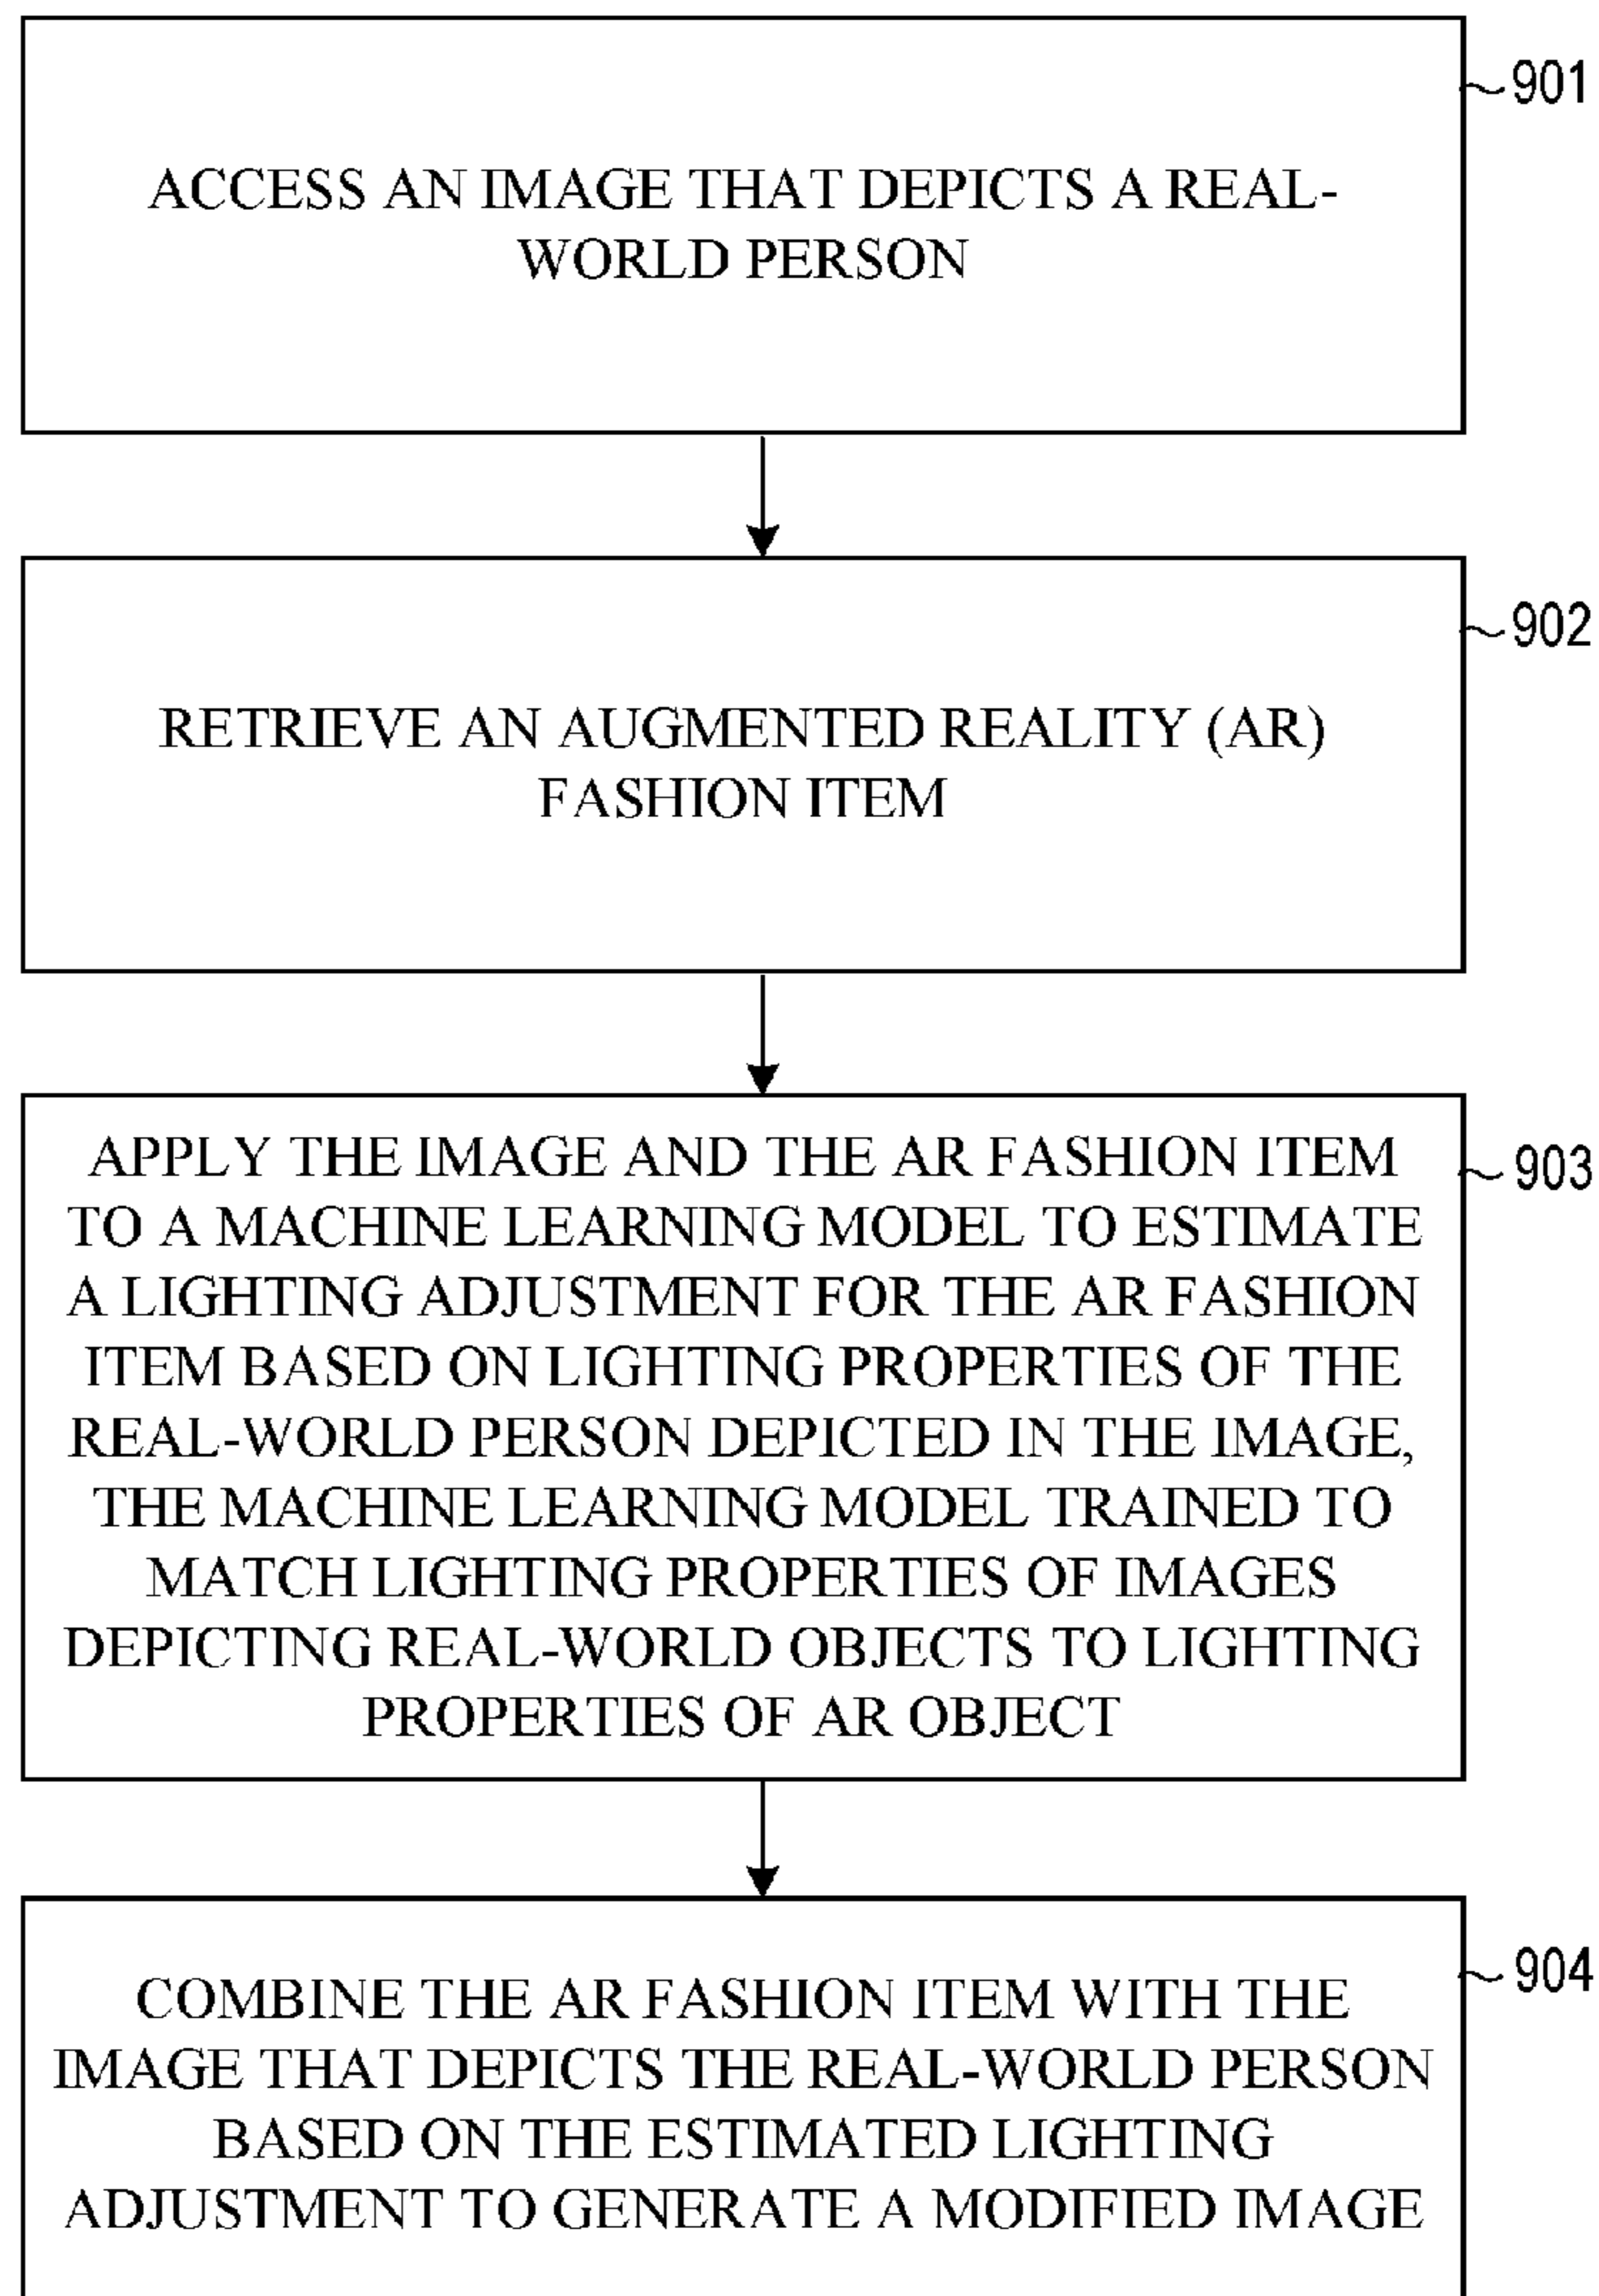 901
ACCESS AN IMAGE THAT DEPICTS A REAL-
WORLD PERSON
902
RETRIEVE AN AUGMENTED REALITY (AR)
FASHION ITEM
903
APPLY THE IMAGE AND THE AR FASHION ITEM
TO A MACHINE LEARNING MODEL TO ESTIMATE
A LIGHTING ADJUSTMENT FOR THE AR FASHION
ITEM BASED ON LIGHTING PROPERTIES OF THE
REAL-WORLD PERSON DEPICTED IN THE IMAGE,
THE MACHINE LEARNING MODEL TRAINED TO
MATCH LIGHTING PROPERTIES OF IMAGES
DEPICTING REAL-WORLD OBJECTS TO LIGHTING
PROPERTIES OF AR OBJECT
904
COMBINE THE AR FASHION ITEM WITH THE
IMAGE THAT DEPICTS THE REAL-WORLD PERSON
BASED ON THE ESTIMATED LIGHTING
ADJUSTMENT TO GENERATE A MODIFIED IMAGE